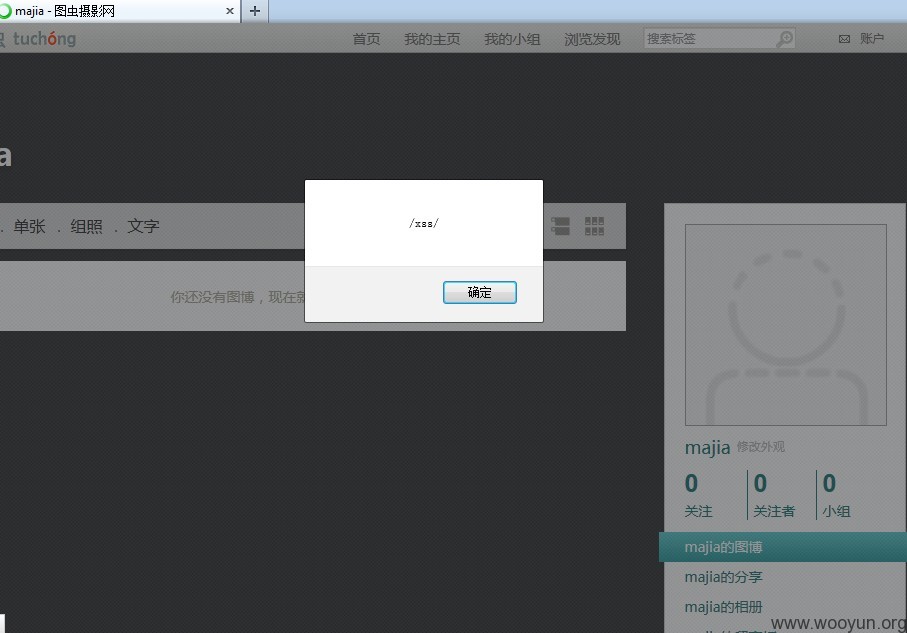 majia - 图虫摄影网
tuchóng
首页 我的主页 我的小组 浏览发现 搜索标签 账户
a
. 单张 . 组照 . 文字
/xss/
确定
你还没有图博，现在
majia 修改外观
0 0 0
关注 关注者 小组
majia的图博
majia的分享
majia的相册
www.wooyun.org